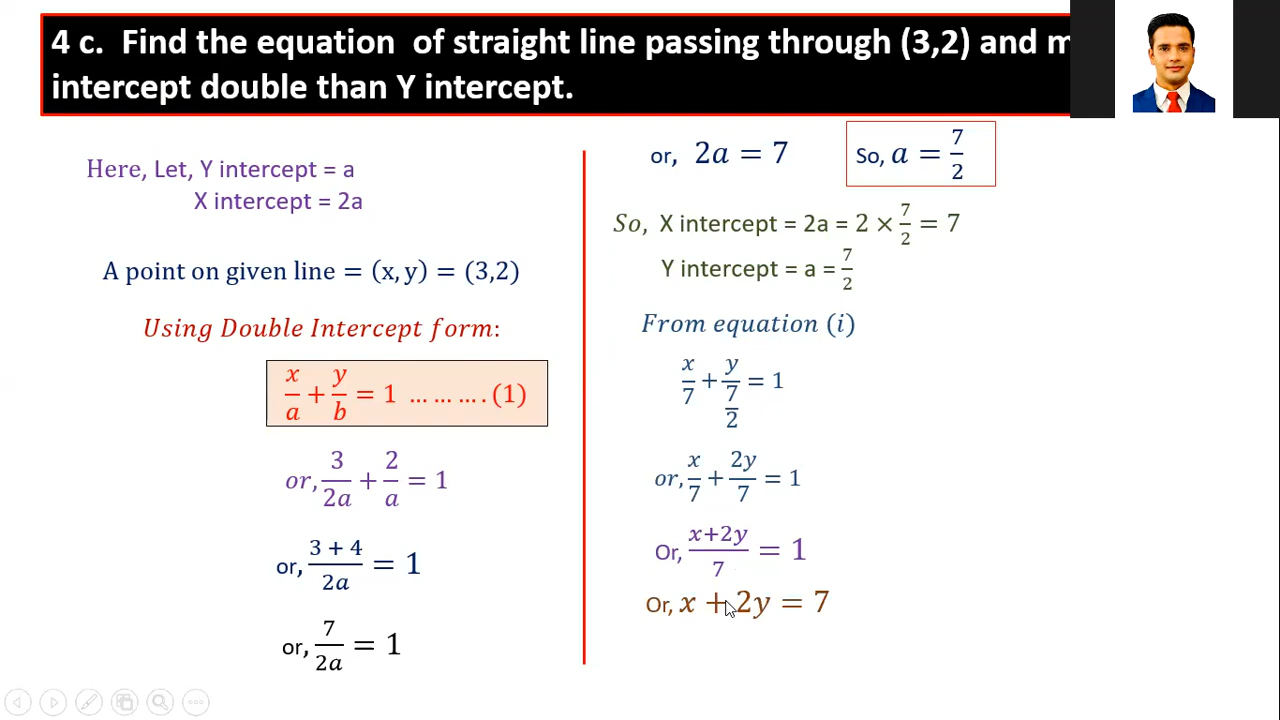 4 c. Find the equation of straight line passing through (3,2) and m
intercept double than Y intercept.
Here, Let, Y intercept = a
X intercept = 2a
A point on given line = (x, y) = (3,2)
Using Double Intercept form:
x/a + y/b = 1 ... ... ... . (1)
or, 3/2a + 2/a = 1
or, 3 + 4/2a = 1
or, 7/2a = 1
or, 2a = 7
So, a = 7/2
So, X intercept = 2a = 2 × 7/2 = 7
Y intercept = a = 7/2
From equation (i)
x/7 + y/7/2 = 1
or, x/7 + 2y/7 = 1
Or, x+2y/7 = 1
Or, x + 2y = 7